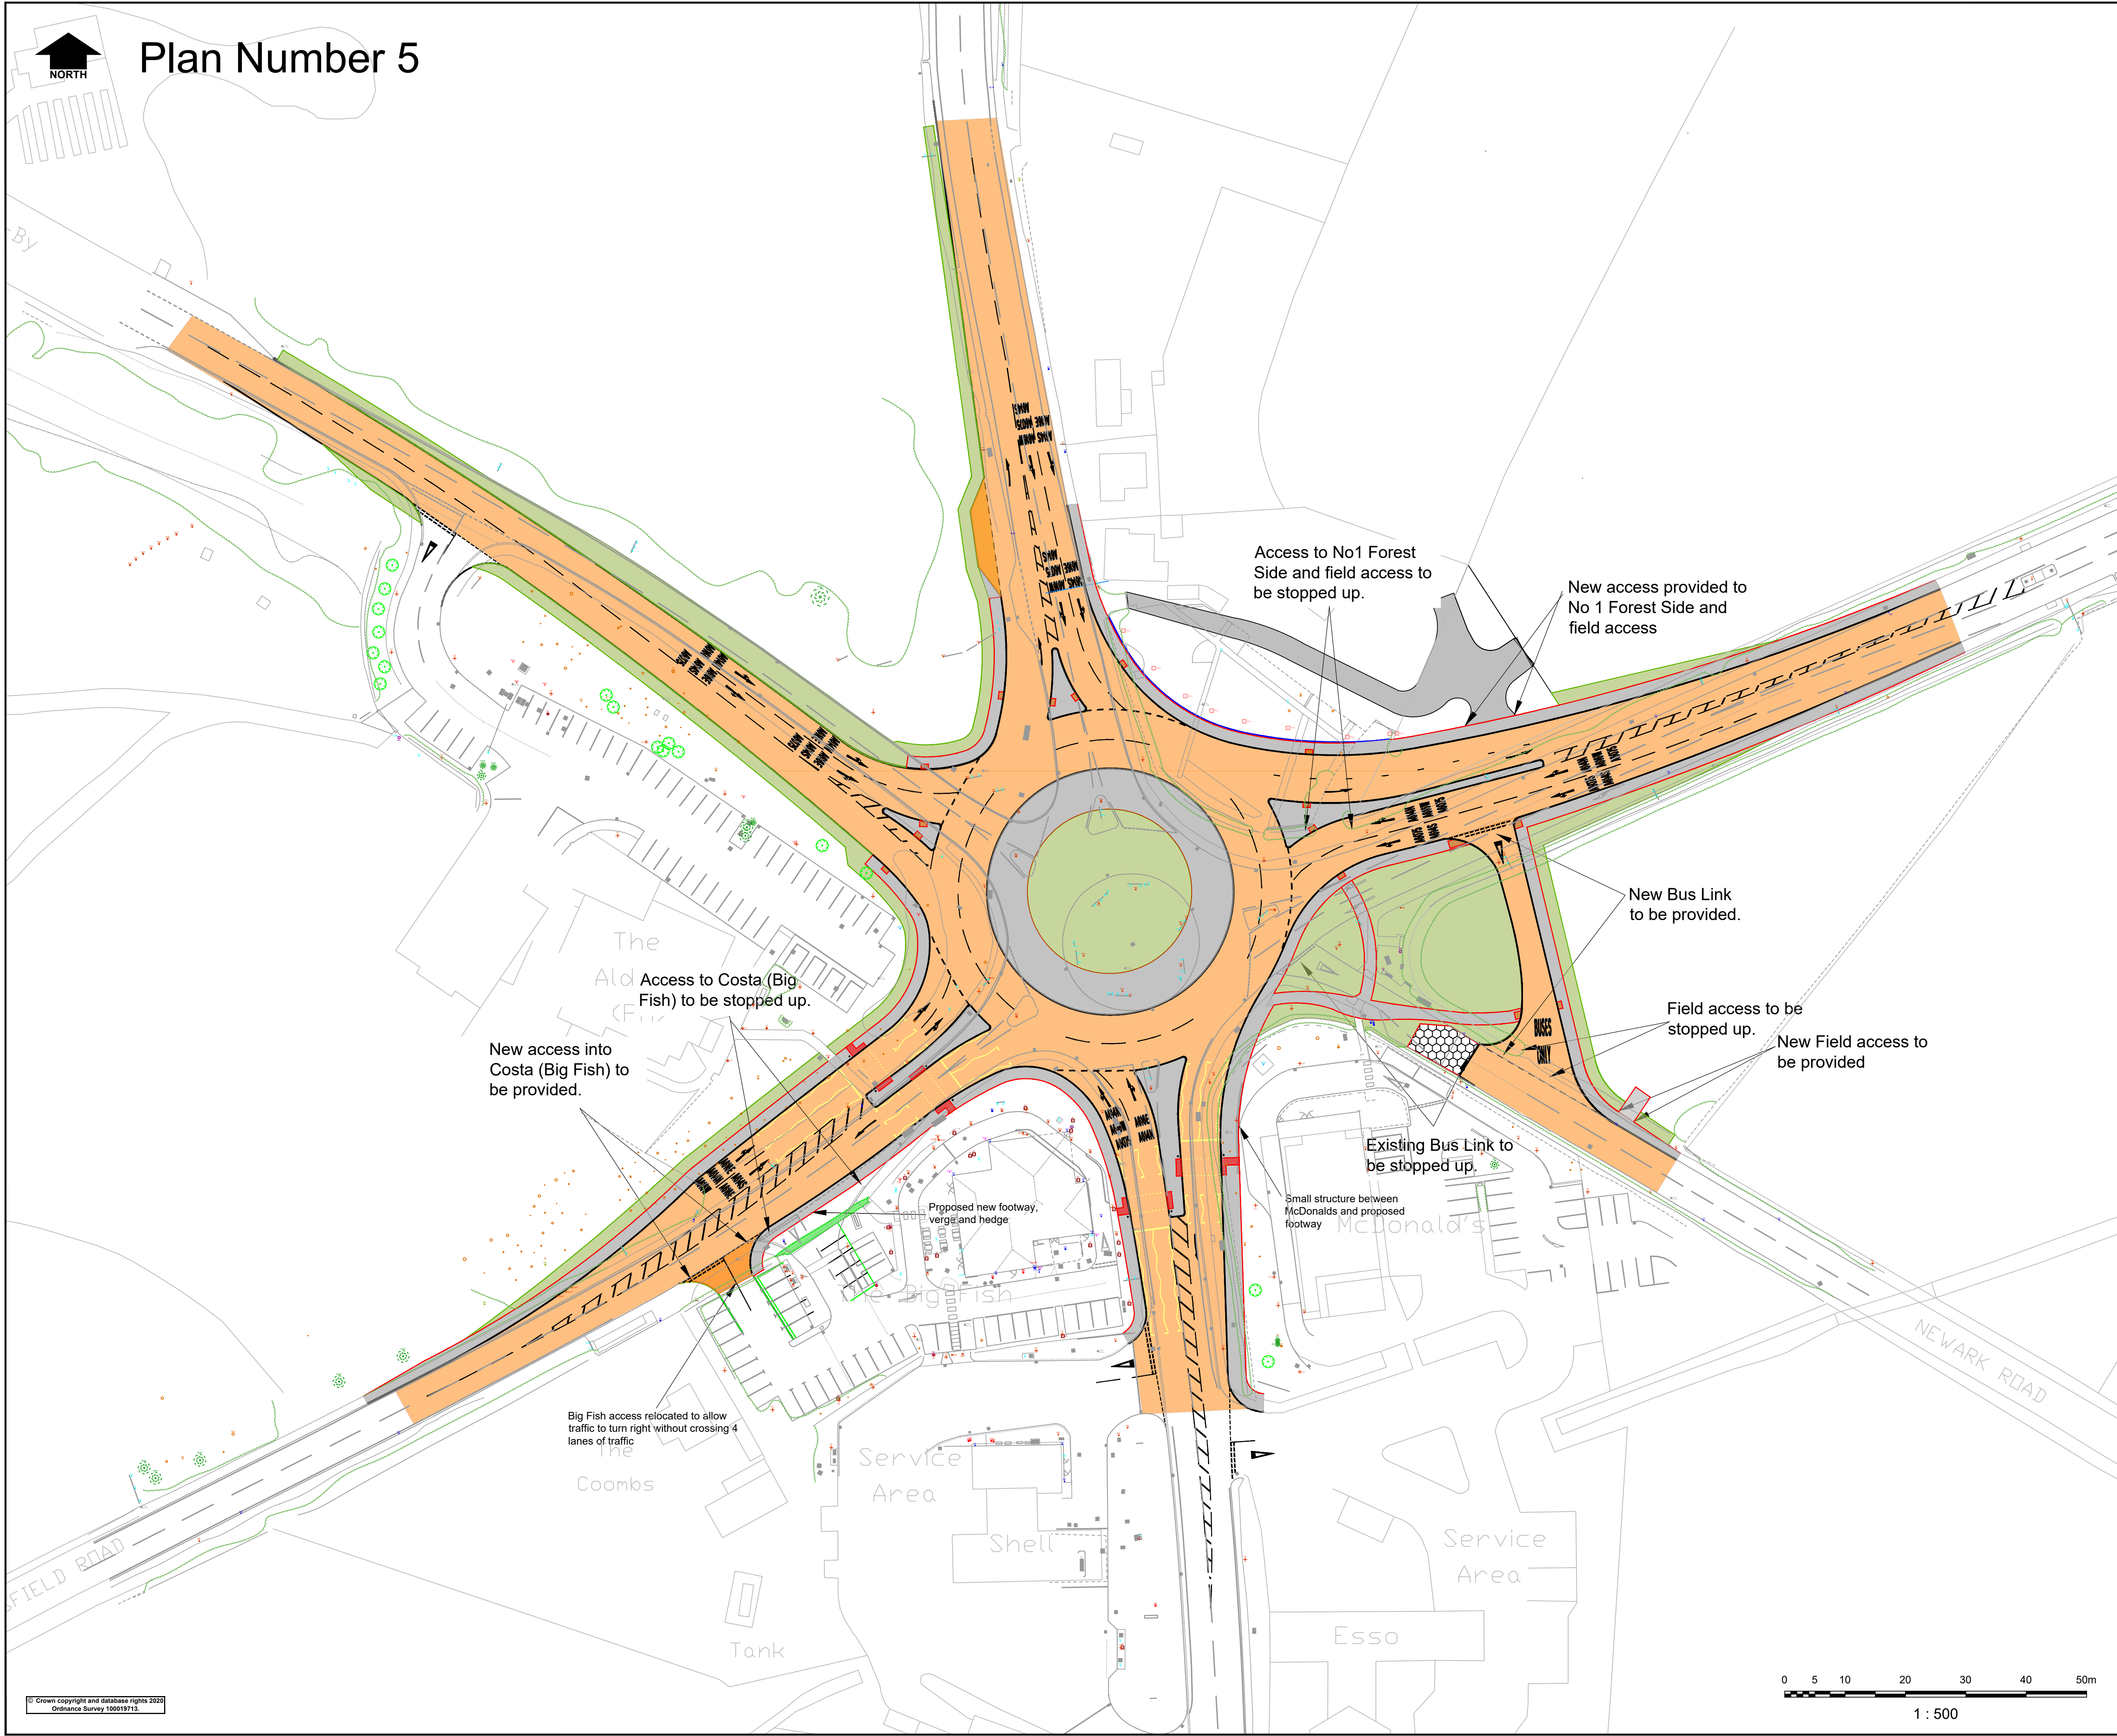 NORTH
Plan Number 5
Access to No1 Forest
Side and field access to
be stopped up.
New access provided to
No 1 Forest Side and
field access
New Bus Link
to be provided.
Field access to be
stopped up.
New Field access to
be provided
BUSES
ONLY
Existing Bus Link to
be stopped up.
The
Access to Costa (Big
Fish) to be stopped up.
New access into
Costa (Big Fish) to
be provided.
Proposed new footway,
verge and hedge
Small structure between
McDonalds and proposed
footway
McDonald's
Big Fish
Big Fish access relocated to allow
traffic to turn right without crossing 4
lanes of traffic
The
Coombs
Service
Area
Shell
Tank
Service
Area
Esso
NEWARK ROAD
SFIELD ROAD
-By
© Crown copyright and database rights 2020
Ordnance Survey 100019713.
0 5 10 20 30 40 50m
1 : 500